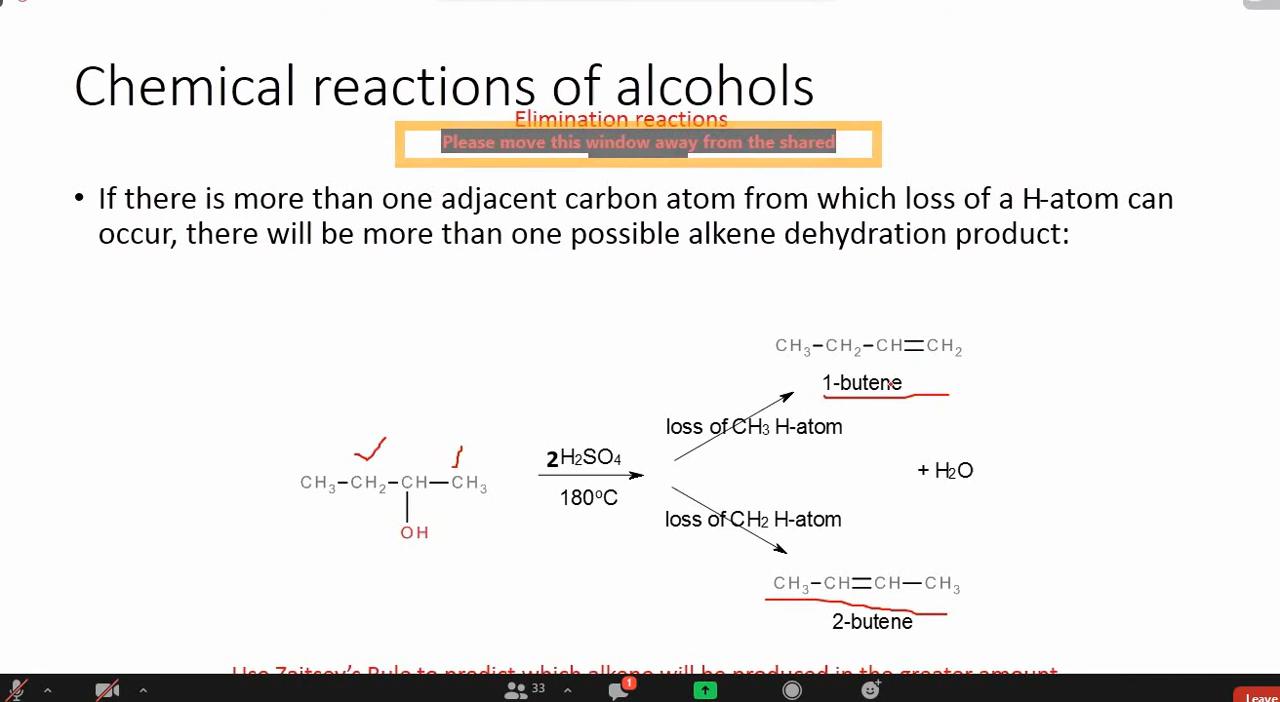 Chemical reactions of alcohols
Elimination reactions
Please move this window away from the shared
• If there is more than one adjacent carbon atom from which loss of a H-atom can
occur, there will be more than one possible alkene dehydration product:
CH₃-CH₂-CH=CH₂
1-butene
loss of CH₃ H-atom
CH₃-CH₂-CH-CH₃
OH
2H₂SO₄
180°C
+ H₂O
loss of CH₂ H-atom
CH₃-CH=CH-CH₃
2-butene
Use Zaitsev's Rule to predict which alkene will be produced in the greater amount
33
1
Leave